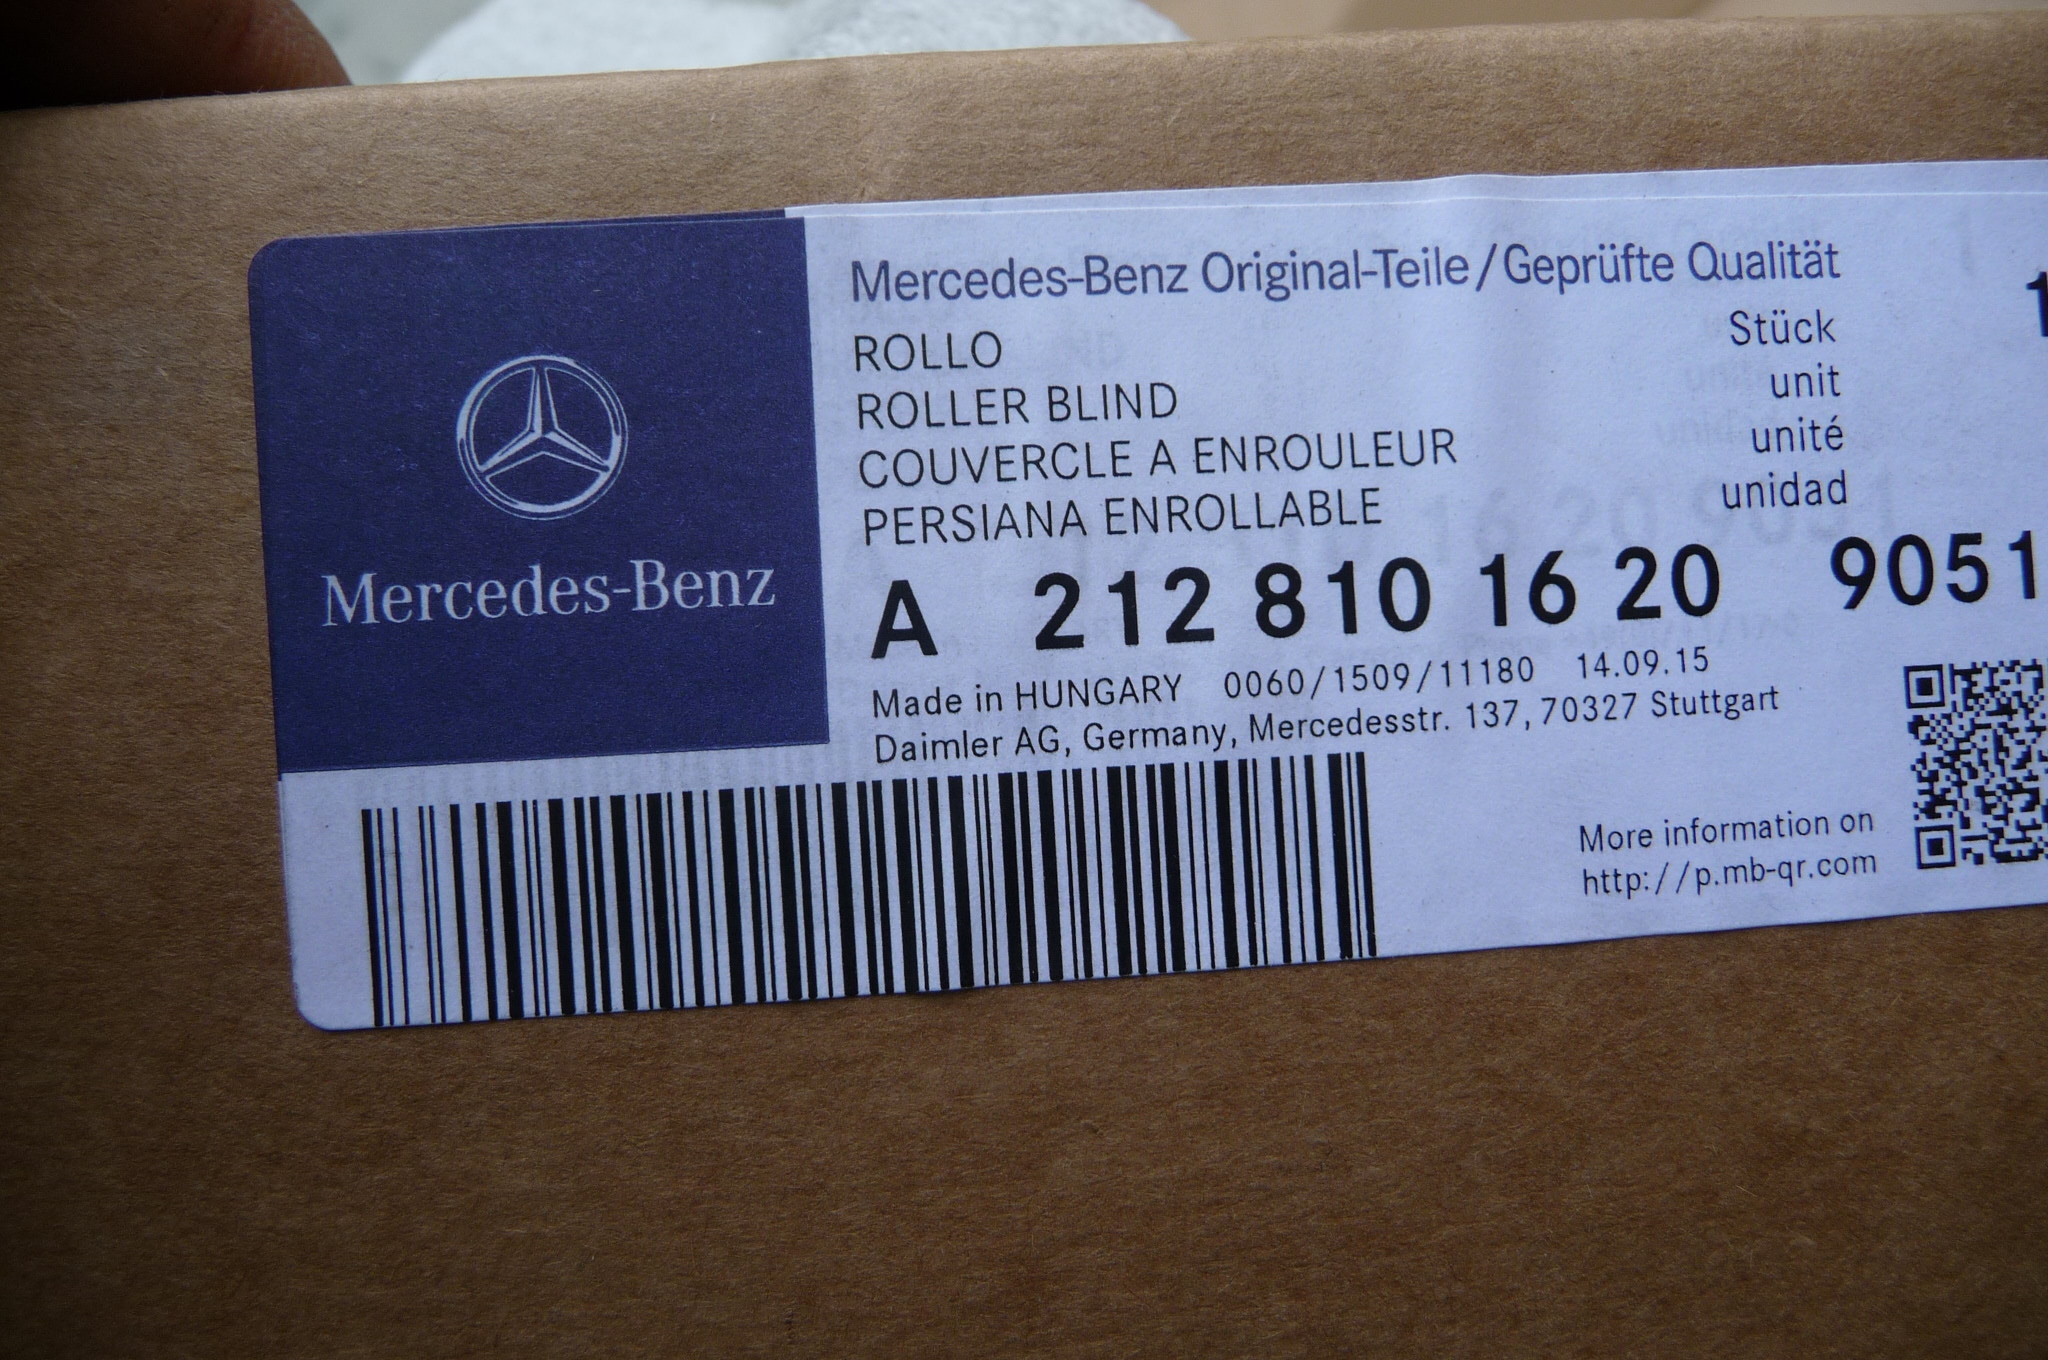 Mercedes-Benz
Mercedes-Benz Original-Teile/Geprüfte Qualität
ROLLO Stück 1
ROLLER BLIND unit
COUVERCLE A ENROULEUR unité
PERSIANA ENROLLABLE unidad
A 212 810 16 20 9051
Made in HUNGARY 0060/1509/11180 14.09.15
Daimler AG, Germany, Mercedesstr. 137, 70327 Stuttgart
More information on
http://p.mb-qr.com